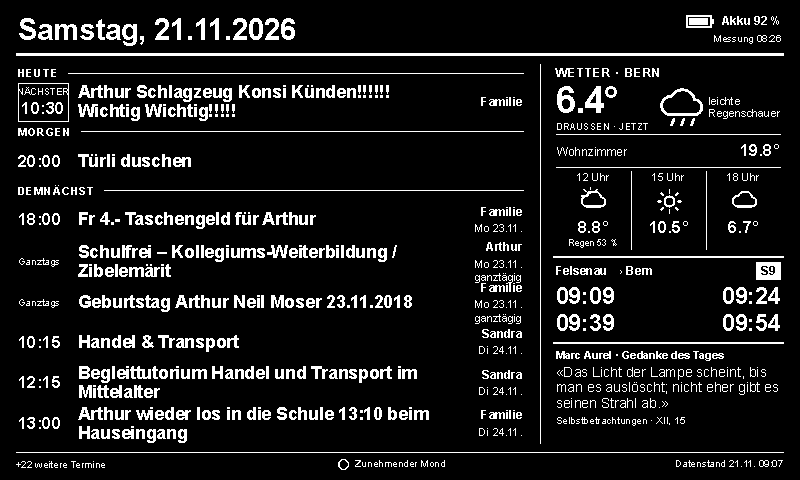 Samstag, 21.11.2026
Akku 92 %
Messung 08:26
HEUTE
NÄCHSTER
10:30
Arthur Schlagzeug Konsi Künden!!!!!!
Wichtig Wichtig!!!!!
Familie
MORGEN
20:00
Türli duschen
DEMNÄCHST
18:00
Fr 4.- Taschengeld für Arthur
Familie
Mo 23.11.
Ganztags
Schulfrei – Kollegiums-Weiterbildung /
Zibelemärit
Arthur
Mo 23.11.
ganztägig
Ganztags
Geburtstag Arthur Neil Moser 23.11.2018
Familie
Mo 23.11.
ganztägig
10:15
Handel & Transport
Sandra
Di 24.11.
12:15
Begleittutorium Handel und Transport im
Mittelalter
Sandra
Di 24.11.
13:00
Arthur wieder los in die Schule 13:10 beim
Hauseingang
Familie
Di 24.11.
WETTER · BERN
6.4°
leichte
Regenschauer
DRAUSSEN · JETZT
Wohnzimmer 19.8°
12 Uhr 15 Uhr 18 Uhr
8.8° 10.5° 6.7°
Regen 53 %
Felsenau → Bern S9
09:09 09:24
09:39 09:54
Marc Aurel · Gedanke des Tages
«Das Licht der Lampe scheint, bis
man es auslöscht; nicht eher gibt es
seinen Strahl ab.»
Selbstbetrachtungen · XII, 15
+22 weitere Termine
Zunehmender Mond
Datenstand 21.11. 09:07